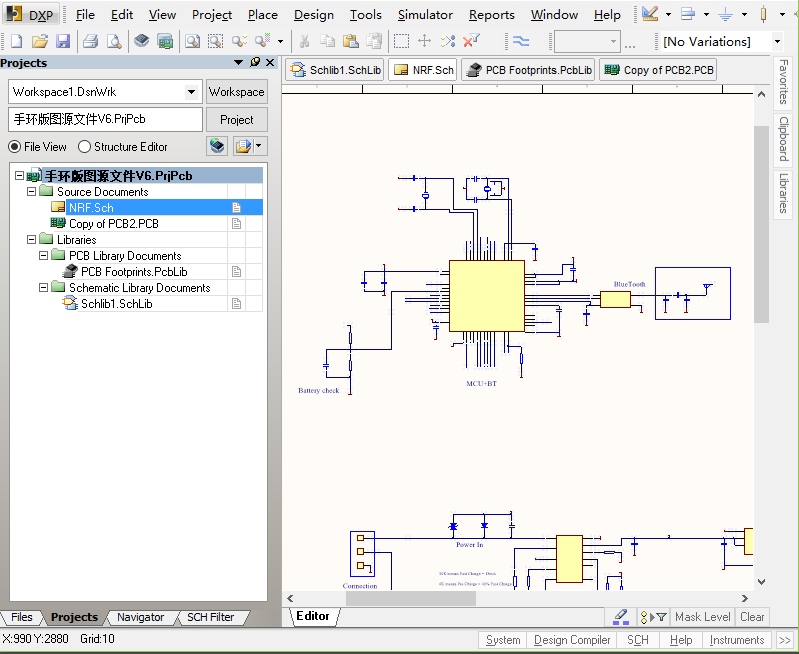 DXP File Edit View Project Place Design Tools Simulator Reports Window Help
... [No Variations]
Projects
Workspace1.DsnWrk Workspace
手环版图源文件V6.PrjPcb Project
File View Structure Editor
手环版图源文件V6.PrjPcb
Source Documents
NRF.Sch
Copy of PCB2.PCB
Libraries
PCB Library Documents
PCB Footprints.PcbLib
Schematic Library Documents
Schlib1.SchLib
Files Projects Navigator SCH Filter
Schlib1.SchLib NRF.Sch PCB Footprints.PcbLib Copy of PCB2.PCB
BlueTooth
Battery check
MCU+BT
Power In
Connection
Favorites
Clipboard
Libraries
Editor Mask Level Clear
X:990 Y:2880 Grid:10 System Design Compiler SCH Help Instruments >>